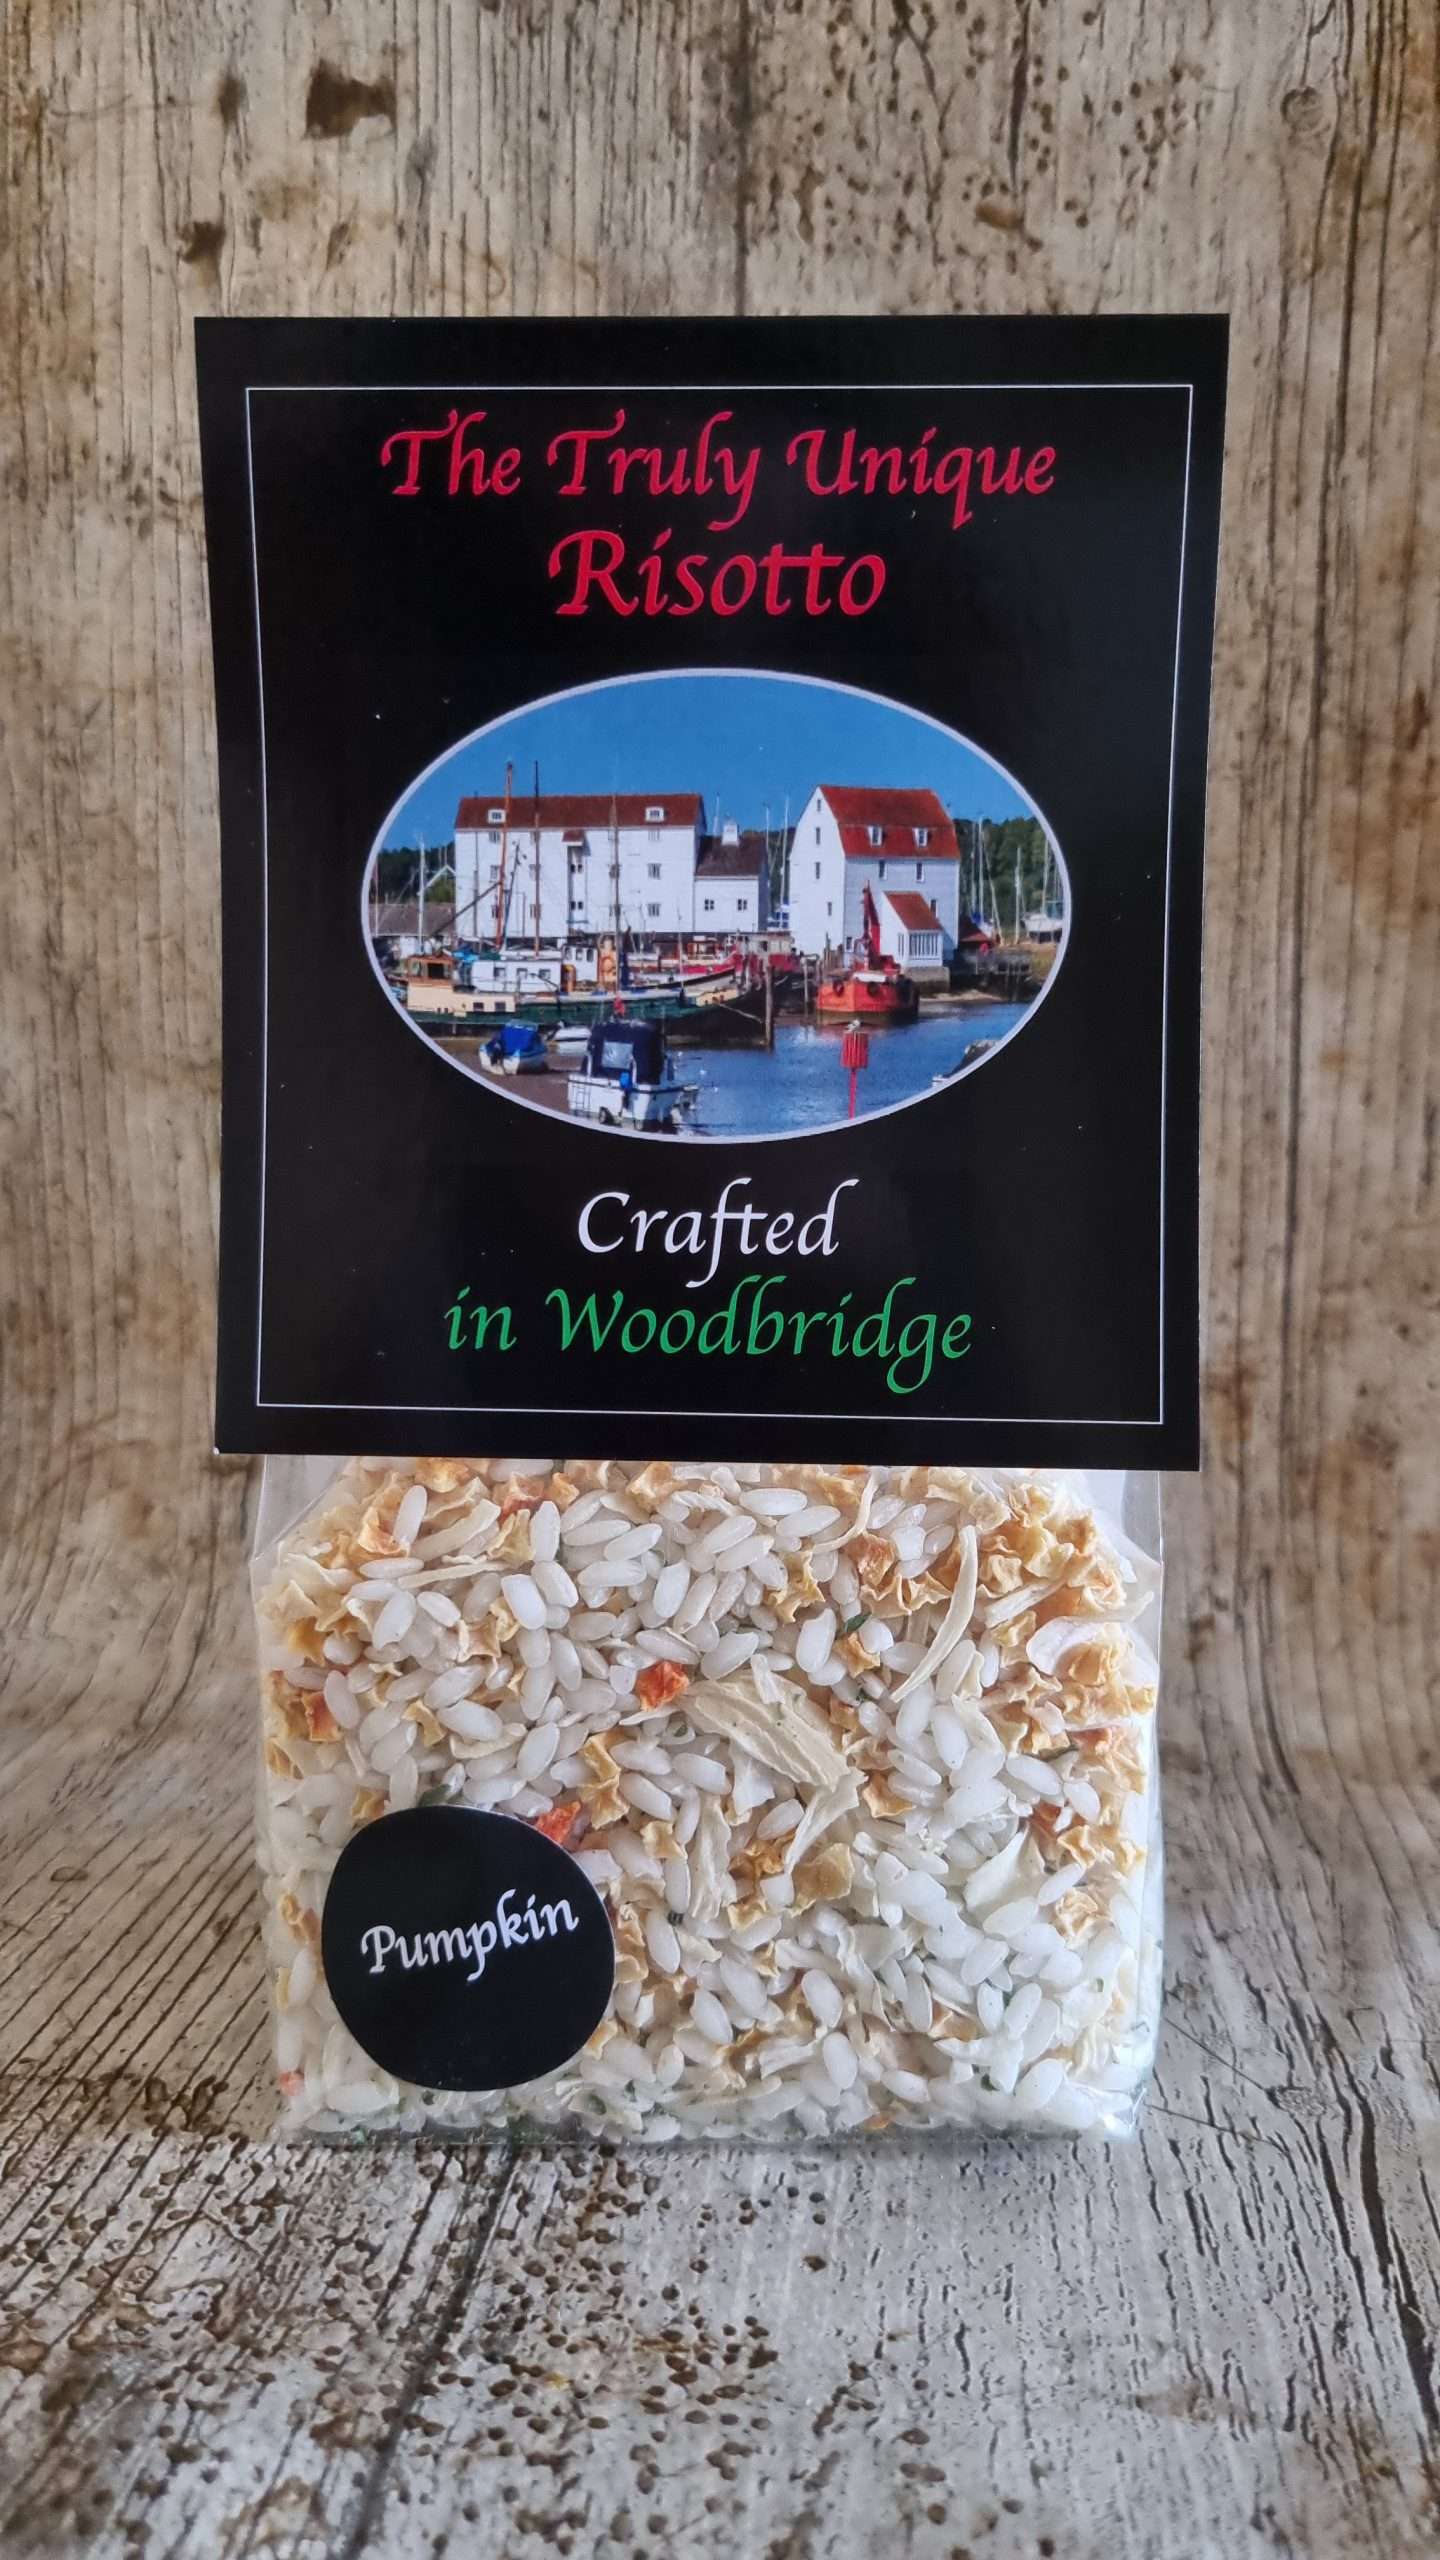 The Truly Unique
Risotto
Crafted
in Woodbridge
Pumpkin